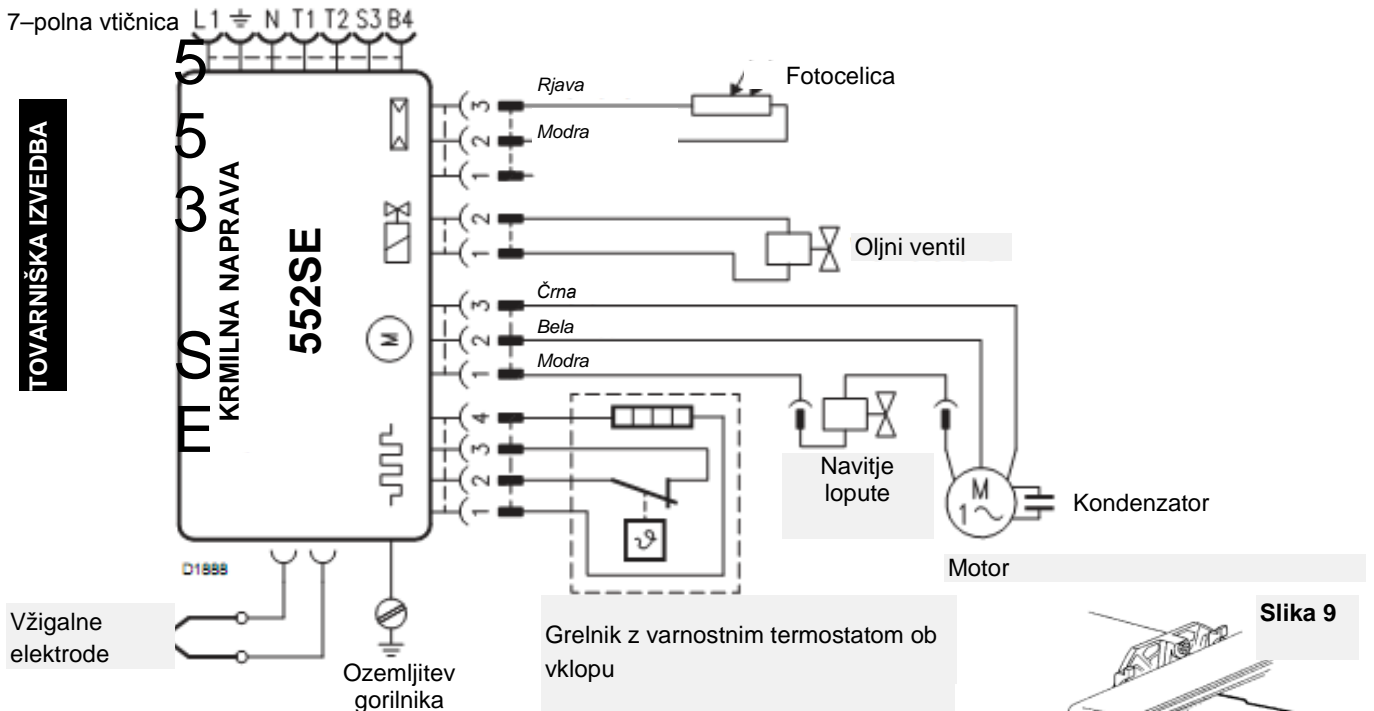 7–polna vtičnica
L1 ⏚ N T1 T2 S3 B4
TOVARNIŠKA IZVEDBA
553 SE
KRMILNA NAPRAVA
552SE
3
Rjava
Fotocelica
2
Modra
1
2
Oljni ventil
1
3
Črna
M
2
Bela
1
Modra
4
3
2
1
Navitje
lopute
M
1~
Kondenzator
ϑ
Motor
D1888
Vžigalne
elektrode
Ozemljitev
gorilnika
Grelnik z varnostnim termostatom ob
vklopu
Slika 9